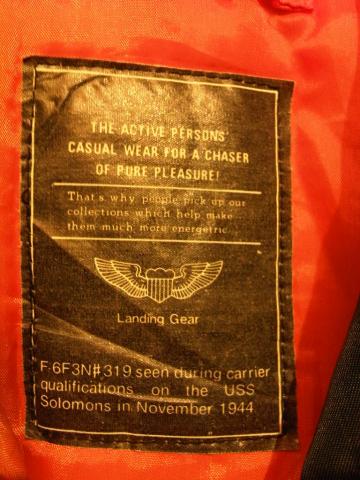 THE ACTIVE PERSONS'
CASUAL WEAR FOR A CHASER
OF PURE PLEASURE!
That's why people pick up our
collections which help make
them much more energetric.
Landing Gear
F-6F3N#319 seen during carrier
qualifications on the USS
Solomons in November 1944.